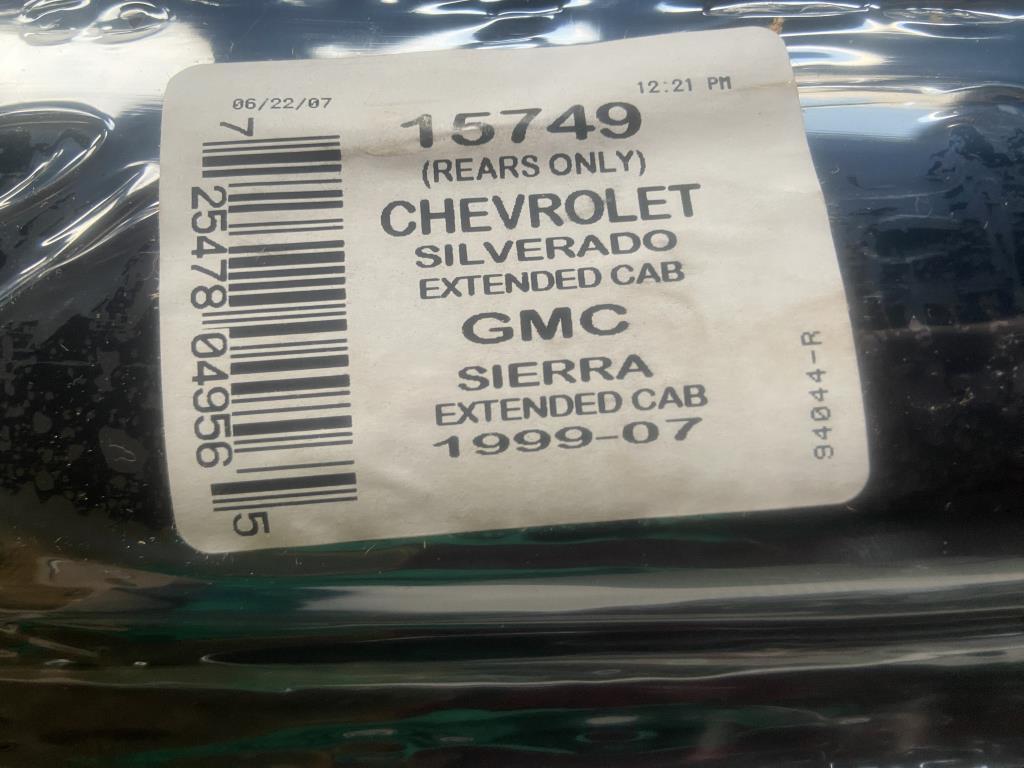 06/22/07 12:21 PM
15749
(REARS ONLY)
CHEVROLET
SILVERADO
EXTENDED CAB
GMC
SIERRA
EXTENDED CAB
1999-07
7 25478 04956 5
94044-R